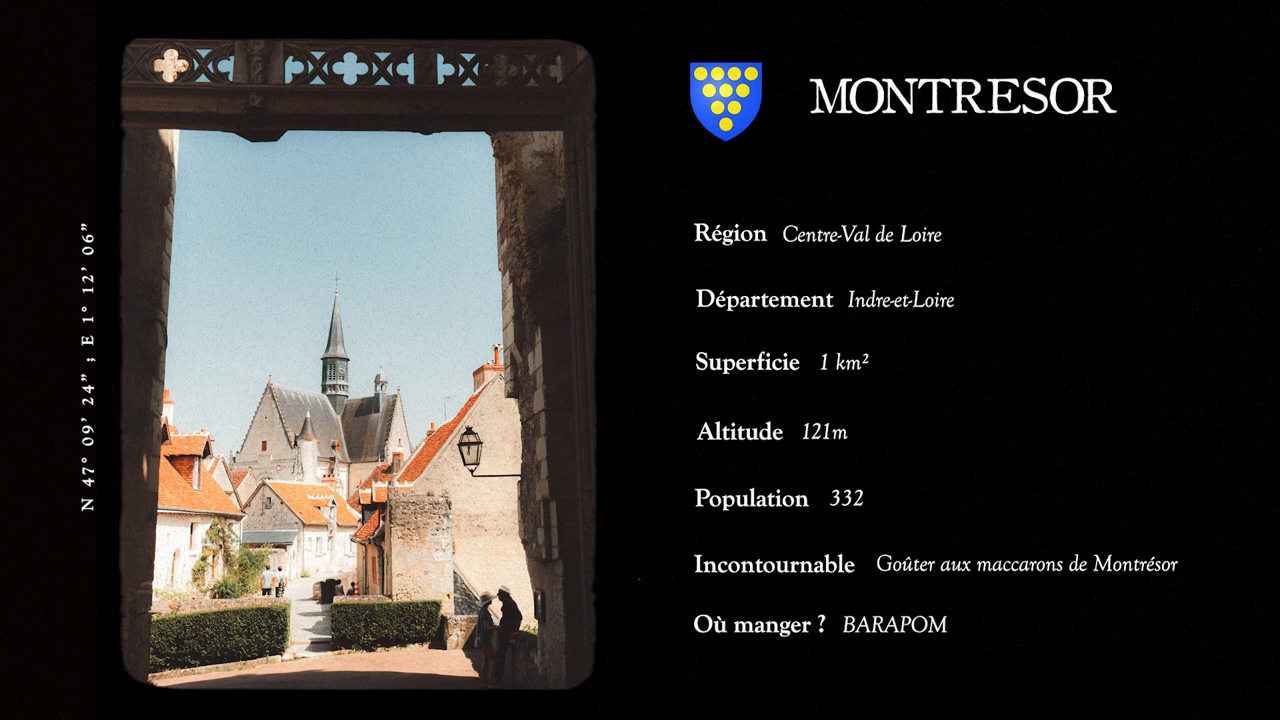 N 47° 09' 24” ; E 1° 12' 06”
MONTRESOR
Région Centre-Val de Loire
Département Indre-et-Loire
Superficie 1 km²
Altitude 121m
Population 332
Incontournable Goûter aux maccarons de Montrésor
Où manger ? BARAPOM